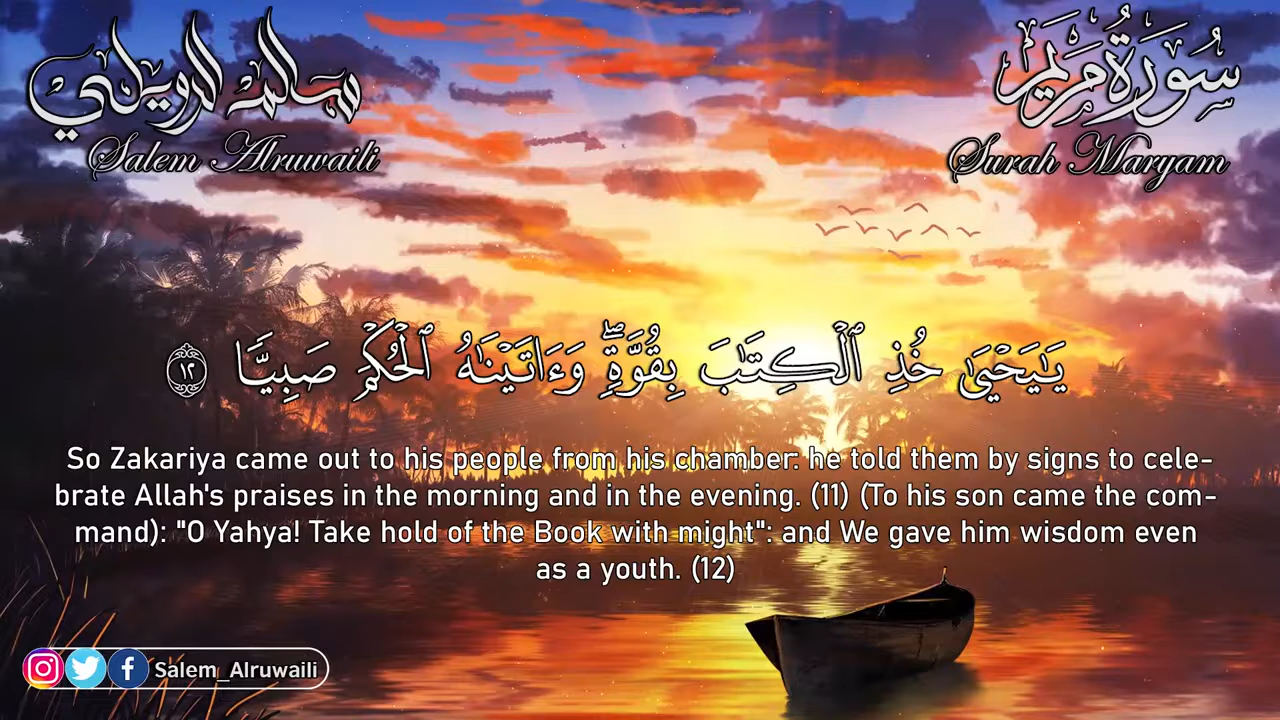 سالم الرويلي
Salem Alruwaili
سُورَةُ مَرْيَم
Surah Maryam
يَـٰيَحْيَىٰ خُذِ ٱلْكِتَـٰبَ بِقُوَّةٍۢ ۖ وَءَاتَيْنَـٰهُ ٱلْحُكْمَ صَبِيًّۭا ١٢
So Zakariya came out to his people from his chamber: he told them by signs to cele-
brate Allah's praises in the morning and in the evening. (11) (To his son came the com-
mand): "O Yahya! Take hold of the Book with might": and We gave him wisdom even
as a youth. (12)
Salem_Alruwaili